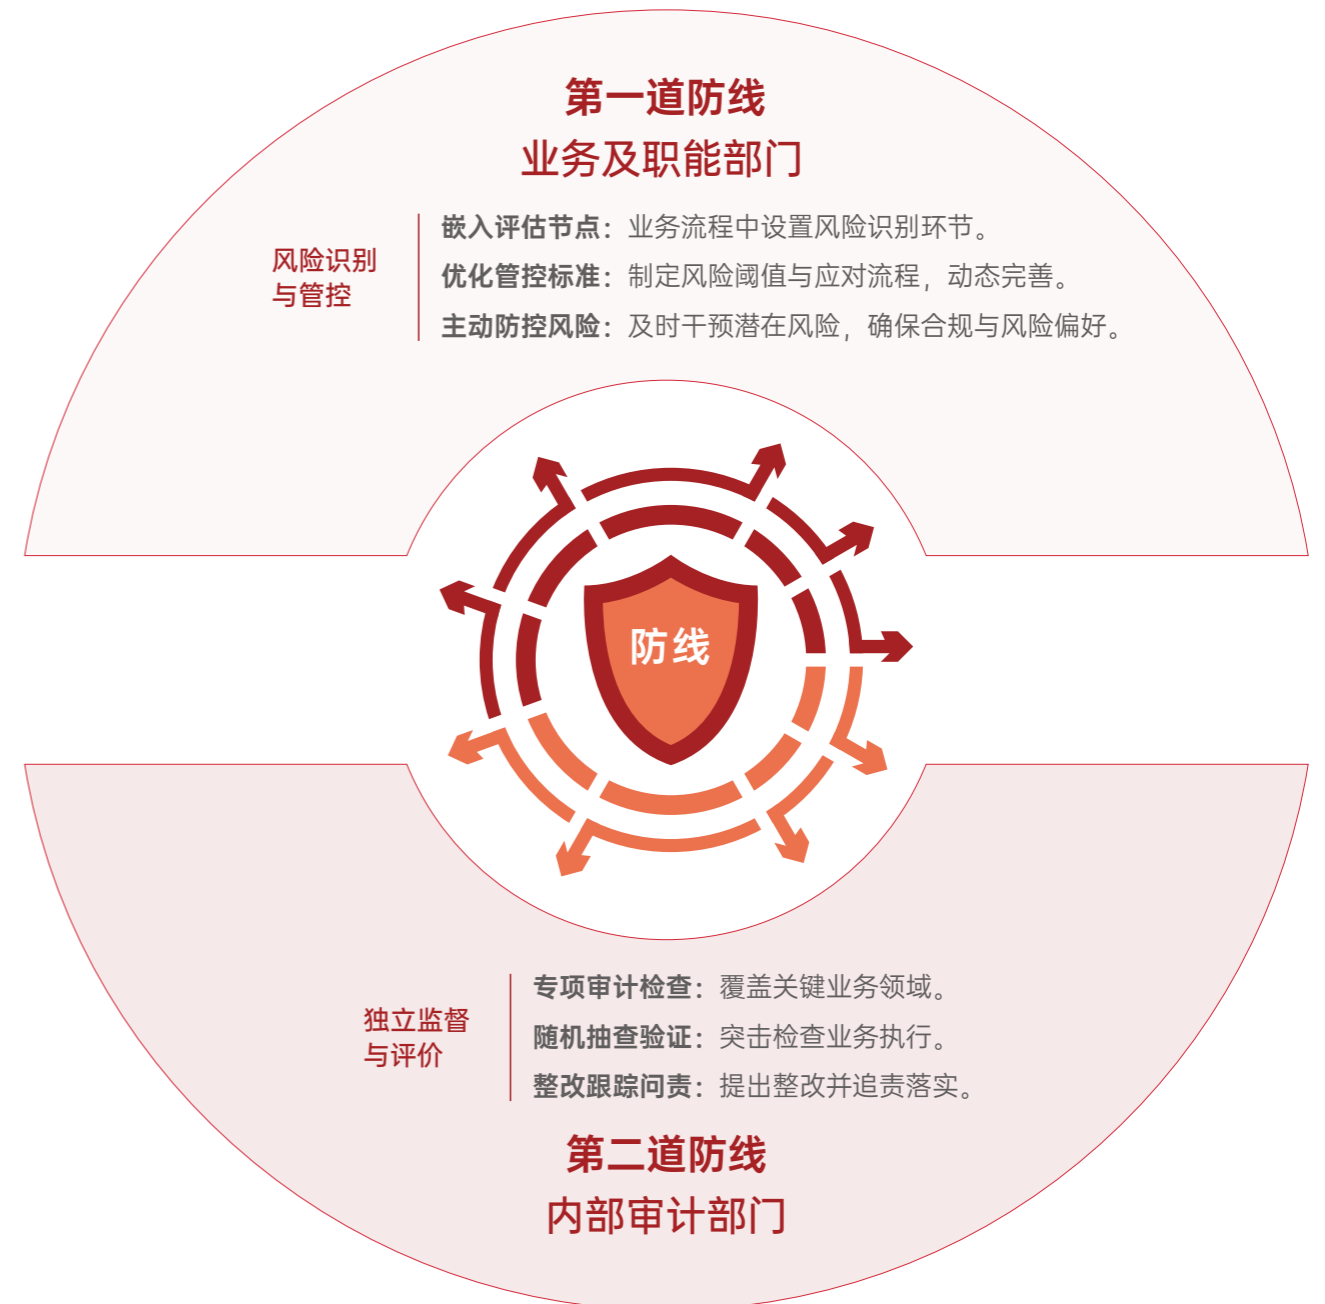 第一道防线
业务及职能部门
风险识别
与管控
嵌入评估节点：业务流程中设置风险识别环节。
优化管控标准：制定风险阈值与应对流程，动态完善。
主动防控风险：及时干预潜在风险，确保合规与风险偏好。
防线
独立监督
与评价
专项审计检查：覆盖关键业务领域。
随机抽查验证：突击检查业务执行。
整改跟踪问责：提出整改并追责落实。
第二道防线
内部审计部门